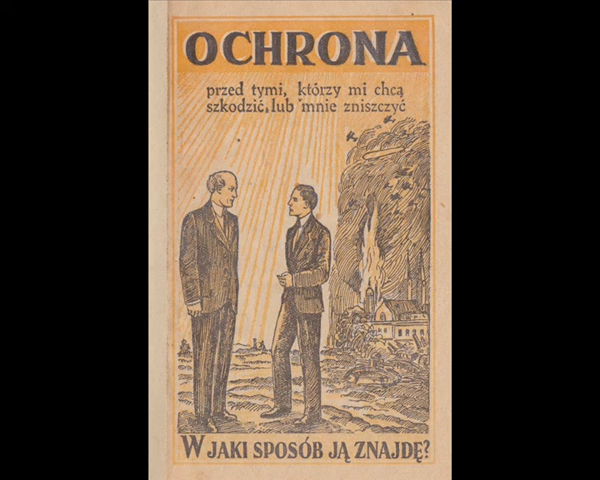 OCHRONA
przed tymi, którzy mi chcą
szkodzić, lub mnie zniszczyć
W JAKI SPOSÓB JĄ ZNAJDĘ?